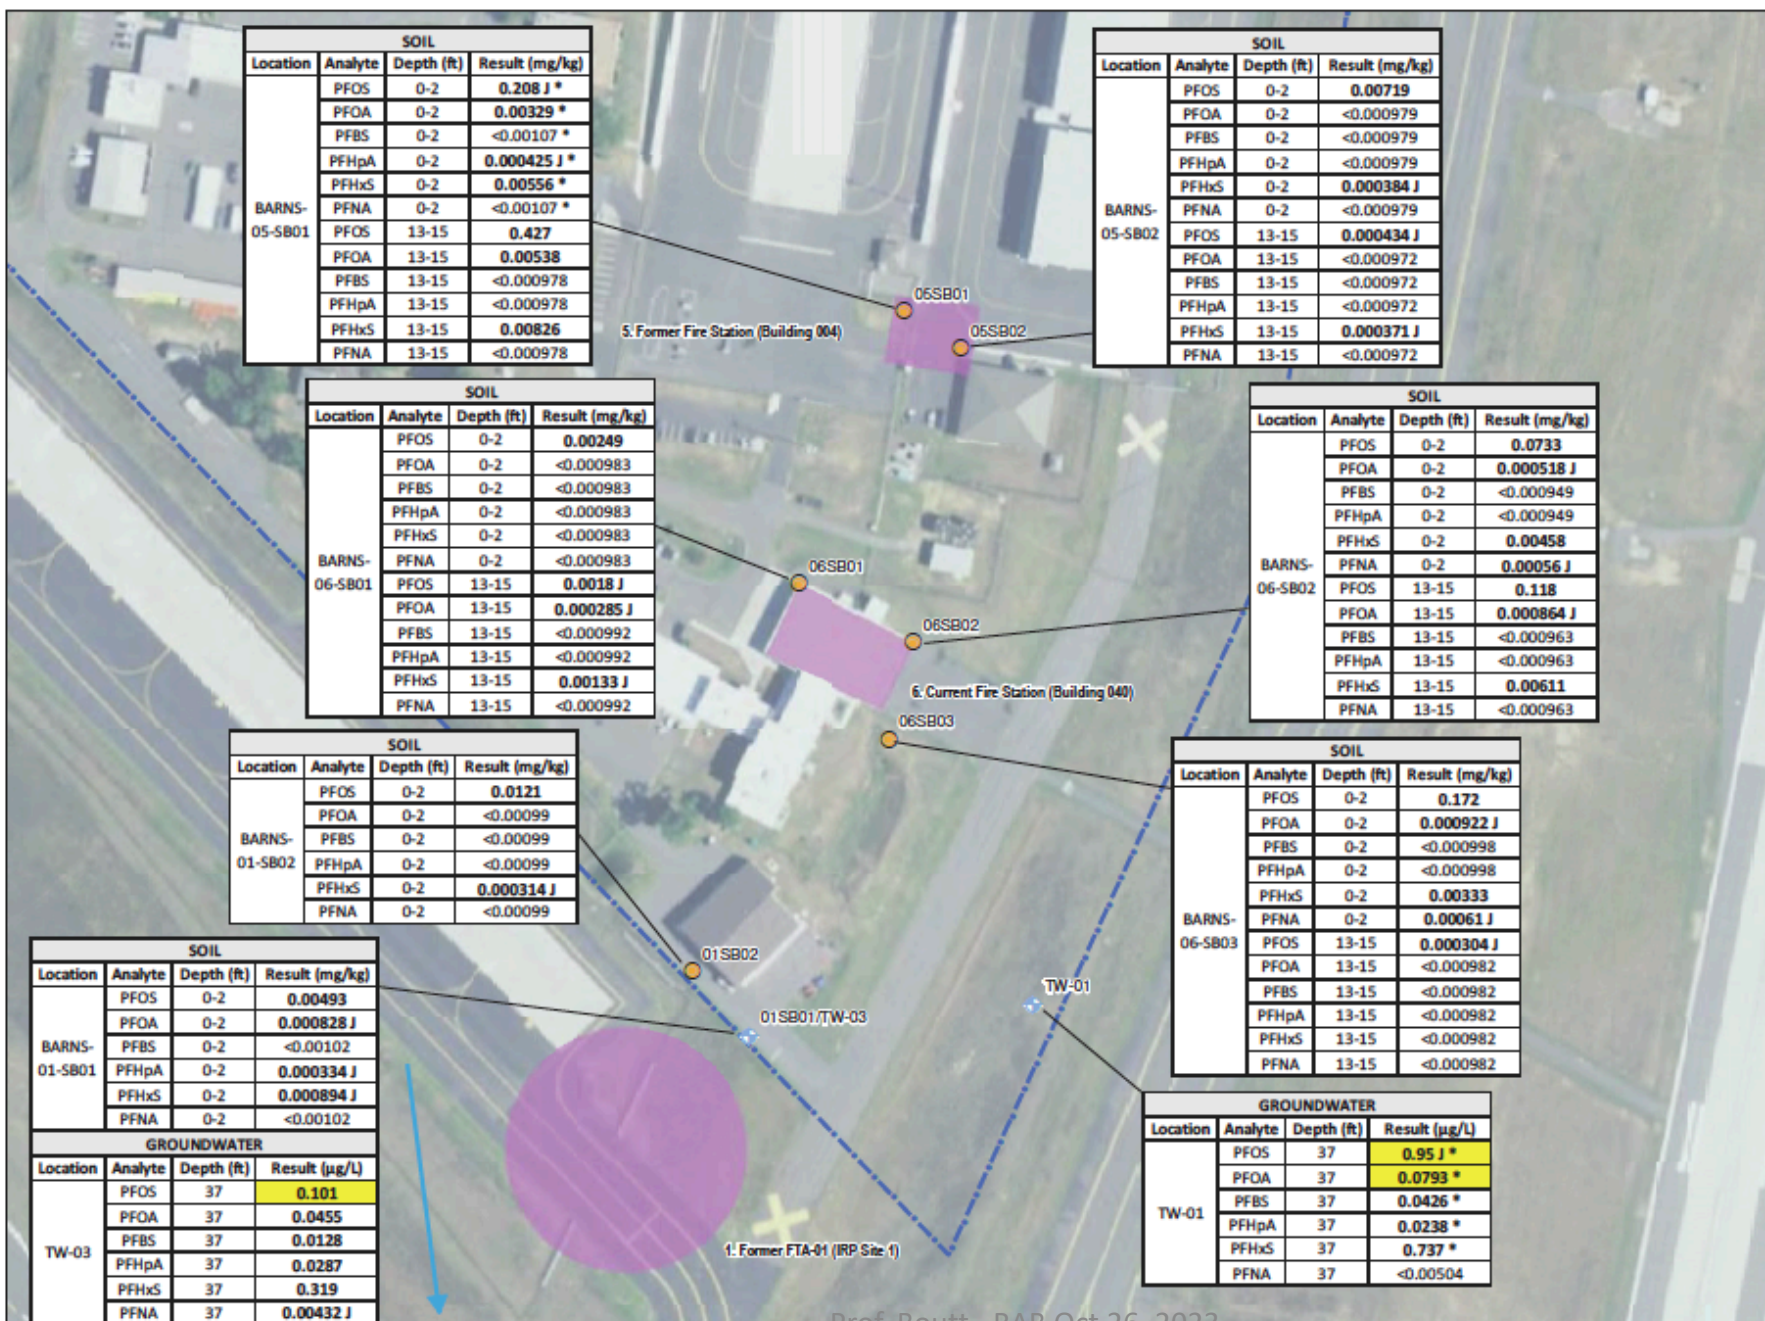 SOIL
Location Analyte Depth (ft) Result (mg/kg)
BARNS-05-SB01
PFOS 0-2 0.208 J *
PFOA 0-2 0.00329 *
PFBS 0-2 <0.00107 *
PFHpA 0-2 0.000425 J *
PFHxS 0-2 0.00556 *
PFNA 0-2 <0.00107 *
PFOS 13-15 0.427
PFOA 13-15 0.00538
PFBS 13-15 <0.000978
PFHpA 13-15 <0.000978
PFHxS 13-15 0.00826
PFNA 13-15 <0.000978
SOIL
Location Analyte Depth (ft) Result (mg/kg)
BARNS-05-SB02
PFOS 0-2 0.00719
PFOA 0-2 <0.000979
PFBS 0-2 <0.000979
PFHpA 0-2 <0.000979
PFHxS 0-2 0.000384 J
PFNA 0-2 <0.000979
PFOS 13-15 0.000434 J
PFOA 13-15 <0.000972
PFBS 13-15 <0.000972
PFHpA 13-15 <0.000972
PFHxS 13-15 0.000371 J
PFNA 13-15 <0.000972
05SB01
05SB02
5. Former Fire Station (Building 004)
SOIL
Location Analyte Depth (ft) Result (mg/kg)
BARNS-06-SB01
PFOS 0-2 0.00249
PFOA 0-2 <0.000983
PFBS 0-2 <0.000983
PFHpA 0-2 <0.000983
PFHxS 0-2 <0.000983
PFNA 0-2 <0.000983
PFOS 13-15 0.0018 J
PFOA 13-15 0.000285 J
PFBS 13-15 <0.000992
PFHpA 13-15 <0.000992
PFHxS 13-15 0.00133 J
PFNA 13-15 <0.000992
SOIL
Location Analyte Depth (ft) Result (mg/kg)
BARNS-06-SB02
PFOS 0-2 0.0733
PFOA 0-2 0.000518 J
PFBS 0-2 <0.000949
PFHpA 0-2 <0.000949
PFHxS 0-2 0.00458
PFNA 0-2 0.00056 J
PFOS 13-15 0.118
PFOA 13-15 0.000864 J
PFBS 13-15 <0.000963
PFHpA 13-15 <0.000963
PFHxS 13-15 0.00611
PFNA 13-15 <0.000963
06SB01
06SB02
6. Current Fire Station (Building 040)
06SB03
SOIL
Location Analyte Depth (ft) Result (mg/kg)
BARNS-01-SB02
PFOS 0-2 0.0121
PFOA 0-2 <0.00099
PFBS 0-2 <0.00099
PFHpA 0-2 <0.00099
PFHxS 0-2 0.000314 J
PFNA 0-2 <0.00099
SOIL
Location Analyte Depth (ft) Result (mg/kg)
BARNS-06-SB03
PFOS 0-2 0.172
PFOA 0-2 0.000922 J
PFBS 0-2 <0.000998
PFHpA 0-2 <0.000998
PFHxS 0-2 0.00333
PFNA 0-2 0.00061 J
PFOS 13-15 0.000304 J
PFOA 13-15 <0.000982
PFBS 13-15 <0.000982
PFHpA 13-15 <0.000982
PFHxS 13-15 <0.000982
PFNA 13-15 <0.000982
01SB02
01SB01/TW-03
TW-01
SOIL
Location Analyte Depth (ft) Result (mg/kg)
BARNS-01-SB01
PFOS 0-2 0.00493
PFOA 0-2 0.000828 J
PFBS 0-2 <0.00102
PFHpA 0-2 0.000334 J
PFHxS 0-2 0.000894 J
PFNA 0-2 <0.00102
GROUNDWATER
Location Analyte Depth (ft) Result (µg/L)
TW-03
PFOS 37 0.101
PFOA 37 0.0455
PFBS 37 0.0128
PFHpA 37 0.0287
PFHxS 37 0.319
PFNA 37 0.00432 J
GROUNDWATER
Location Analyte Depth (ft) Result (µg/L)
TW-01
PFOS 37 0.95 J *
PFOA 37 0.0793 *
PFBS 37 0.0426 *
PFHpA 37 0.0238 *
PFHxS 37 0.737 *
PFNA 37 <0.00504
1. Former FTA-01 (IRP Site 1)
Prof. Boutt - RAB Oct 26, 2023